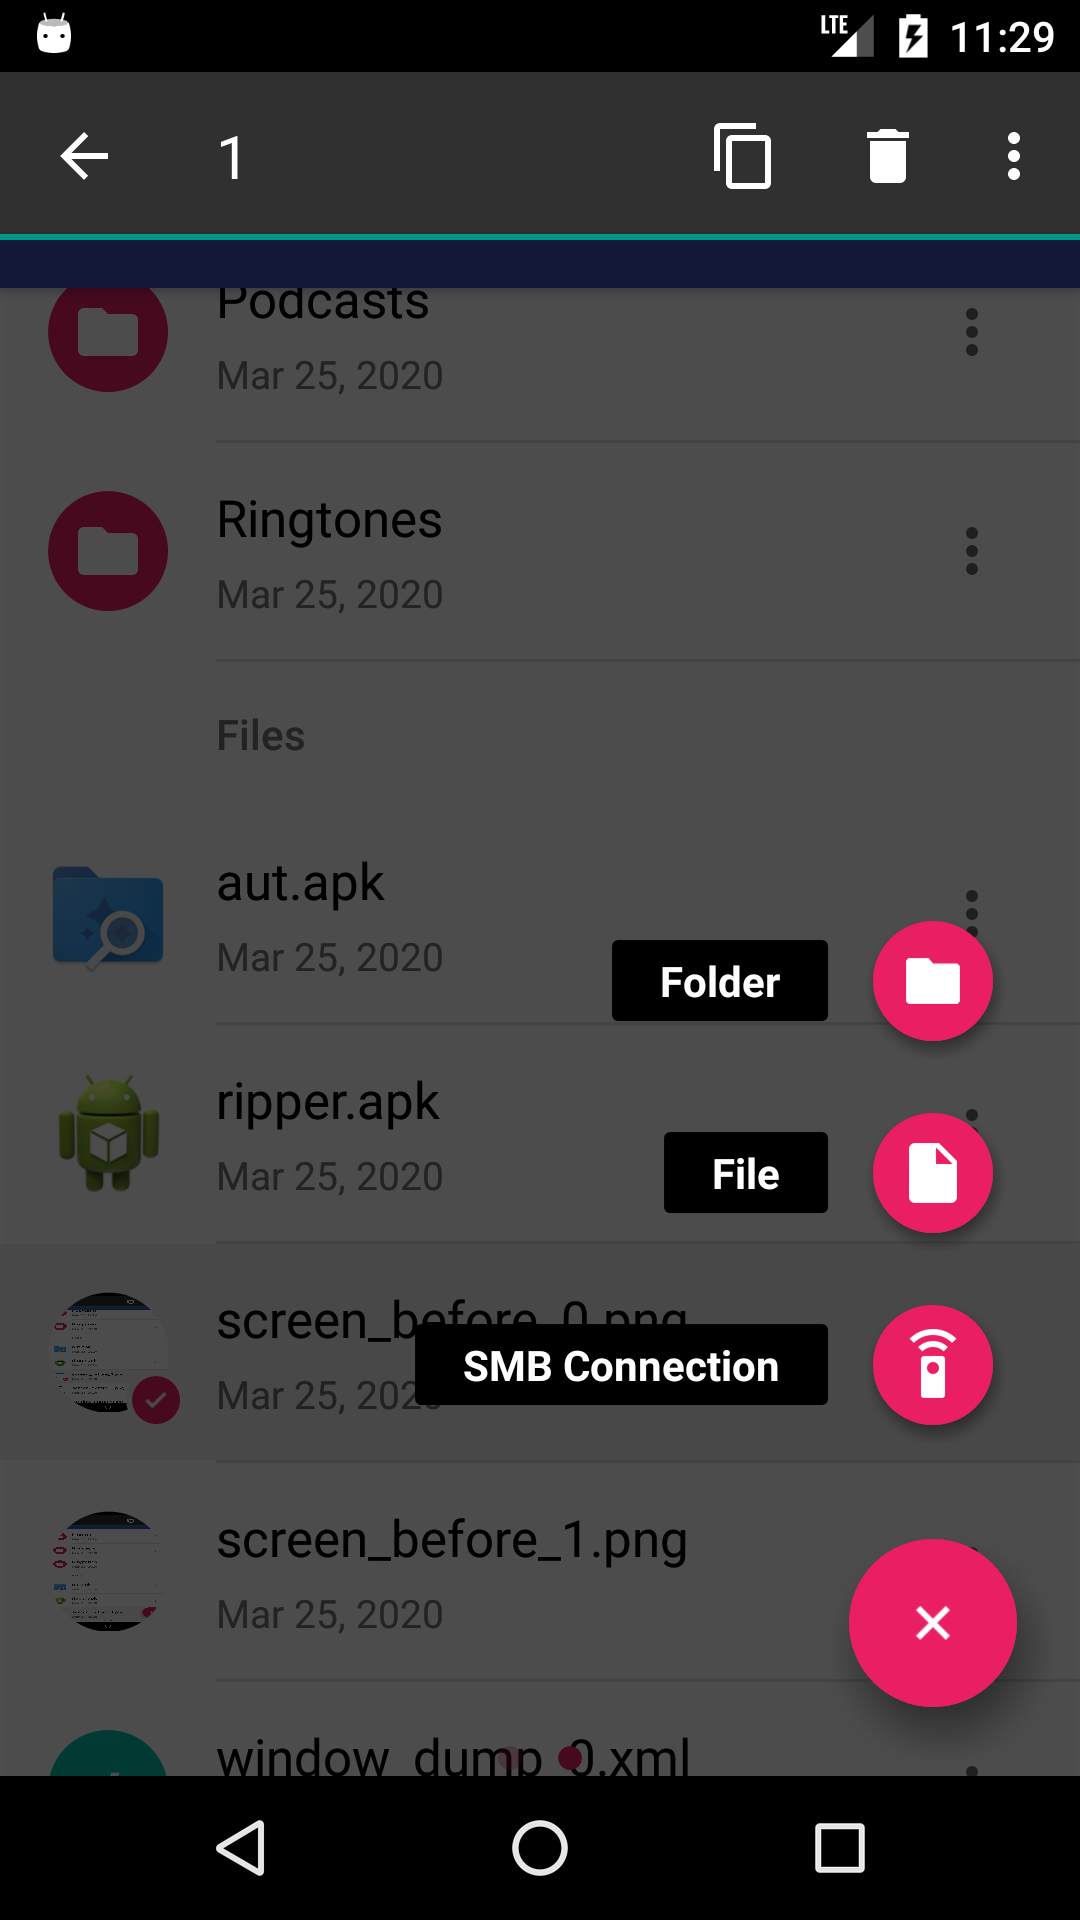 LTE 11:29
1
Podcasts
Mar 25, 2020
Ringtones
Mar 25, 2020
Files
aut.apk
Mar 25, 2020
Folder
ripper.apk
Mar 25, 2020
File
screen_before_0.png
Mar 25, 202
SMB Connection
screen_before_1.png
Mar 25, 2020
window_dump_0.xml